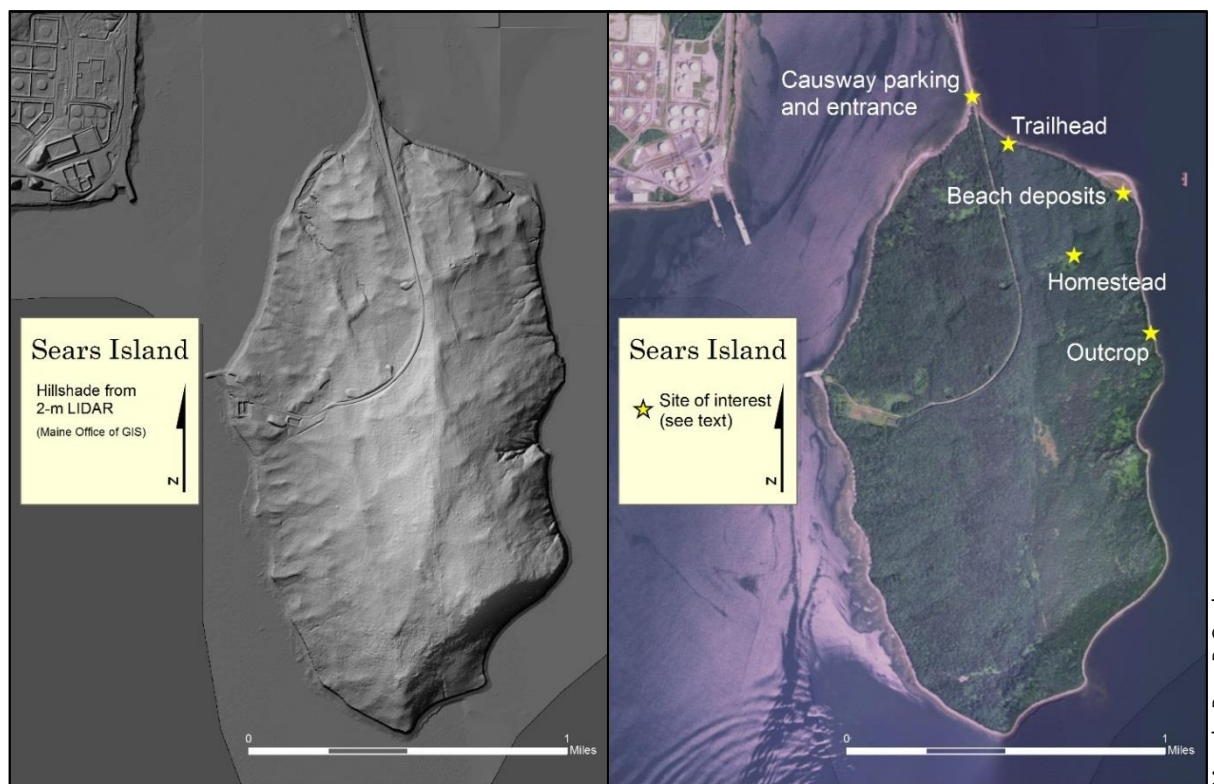 Sears Island
Hillshade from
2-m LIDAR
(Maine Office of GIS)
N
0
1
Miles
Causway parking
and entrance
Trailhead
Beach deposits
Homestead
Outcrop
Sears Island
Site of interest
(see text)
N
0
1
Miles